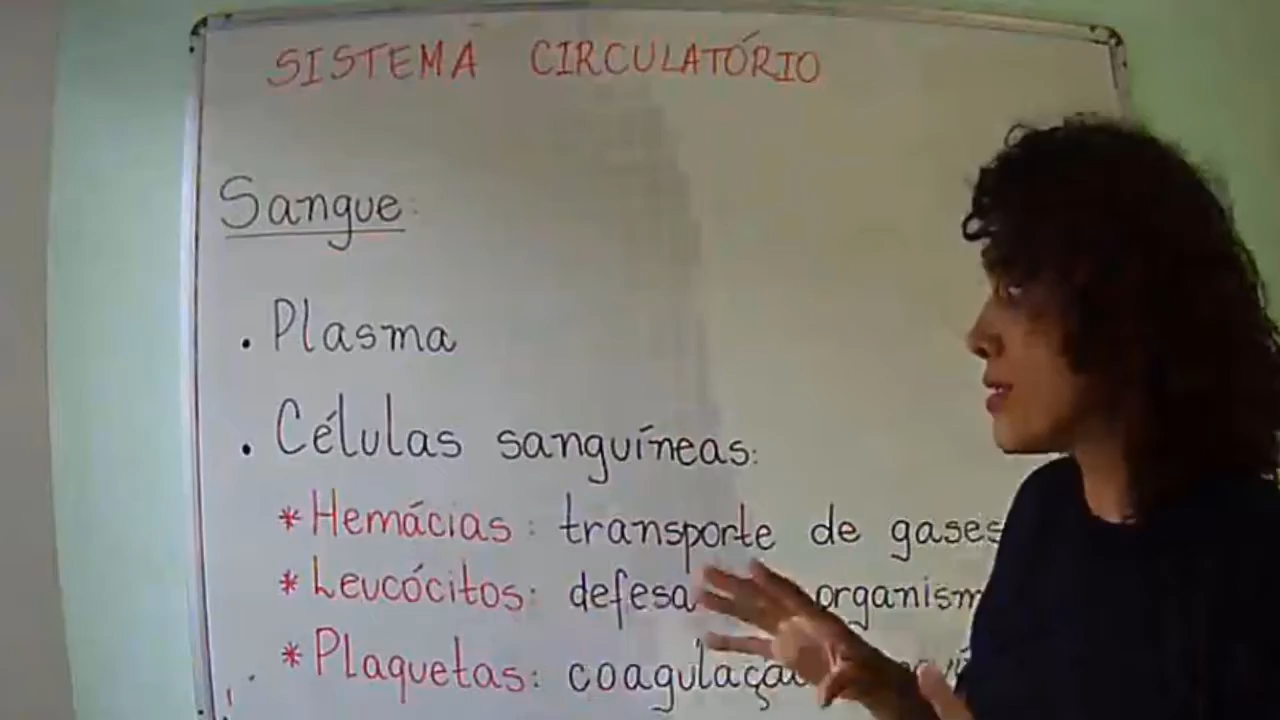 SISTEMA CIRCULATÓRIO
Sangue:
. Plasma
. Células sanguíneas:
* Hemácias: transporte de gases
* Leucócitos: defesa
* Plaquetas: